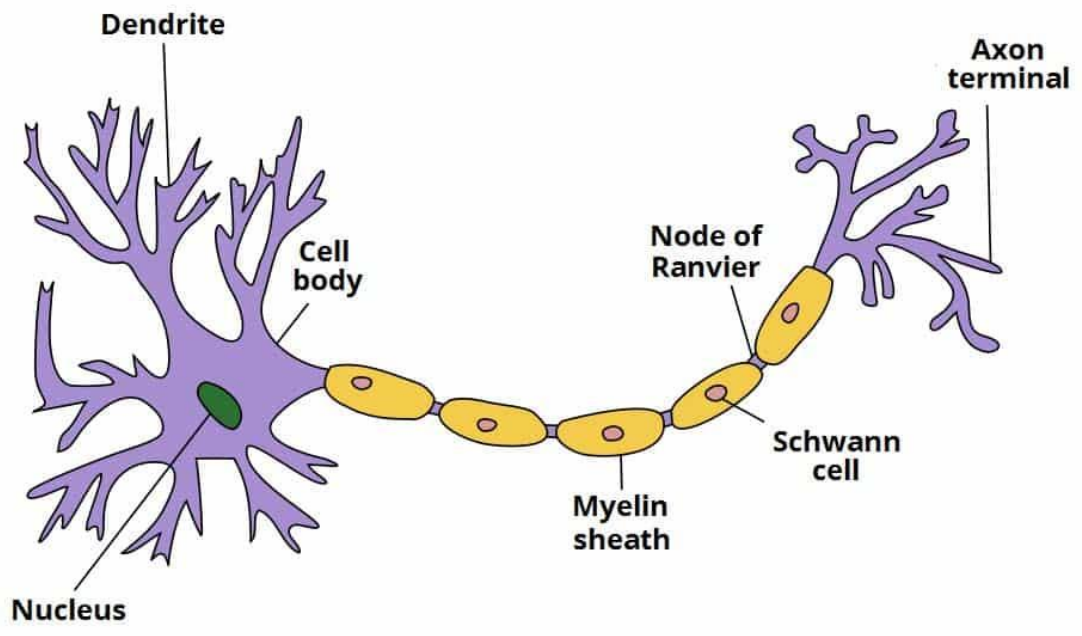 Dendrite
Axon
terminal
Node of
Ranvier
Cell
body
Schwann
cell
Myelin
sheath
Nucleus